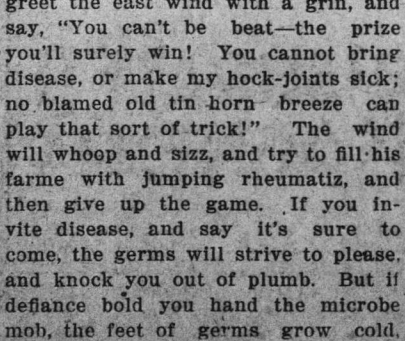 greet the east wind with a grin, and
say, "You can't be beat—the prize
you'll surely win! You cannot bring
disease, or make my hock-joints sick;
no blamed old tin horn breeze can
play that sort of trick!" The wind
will whoop and sizz, and try to fill his
farme with jumping rheumatiz, and
then give up the game. If you in-
vite disease, and say it's sure to
come, the germs will strive to please,
and knock you out of plumb. But if
defiance bold you hand the microbe
mob, the feet of germs grow cold,